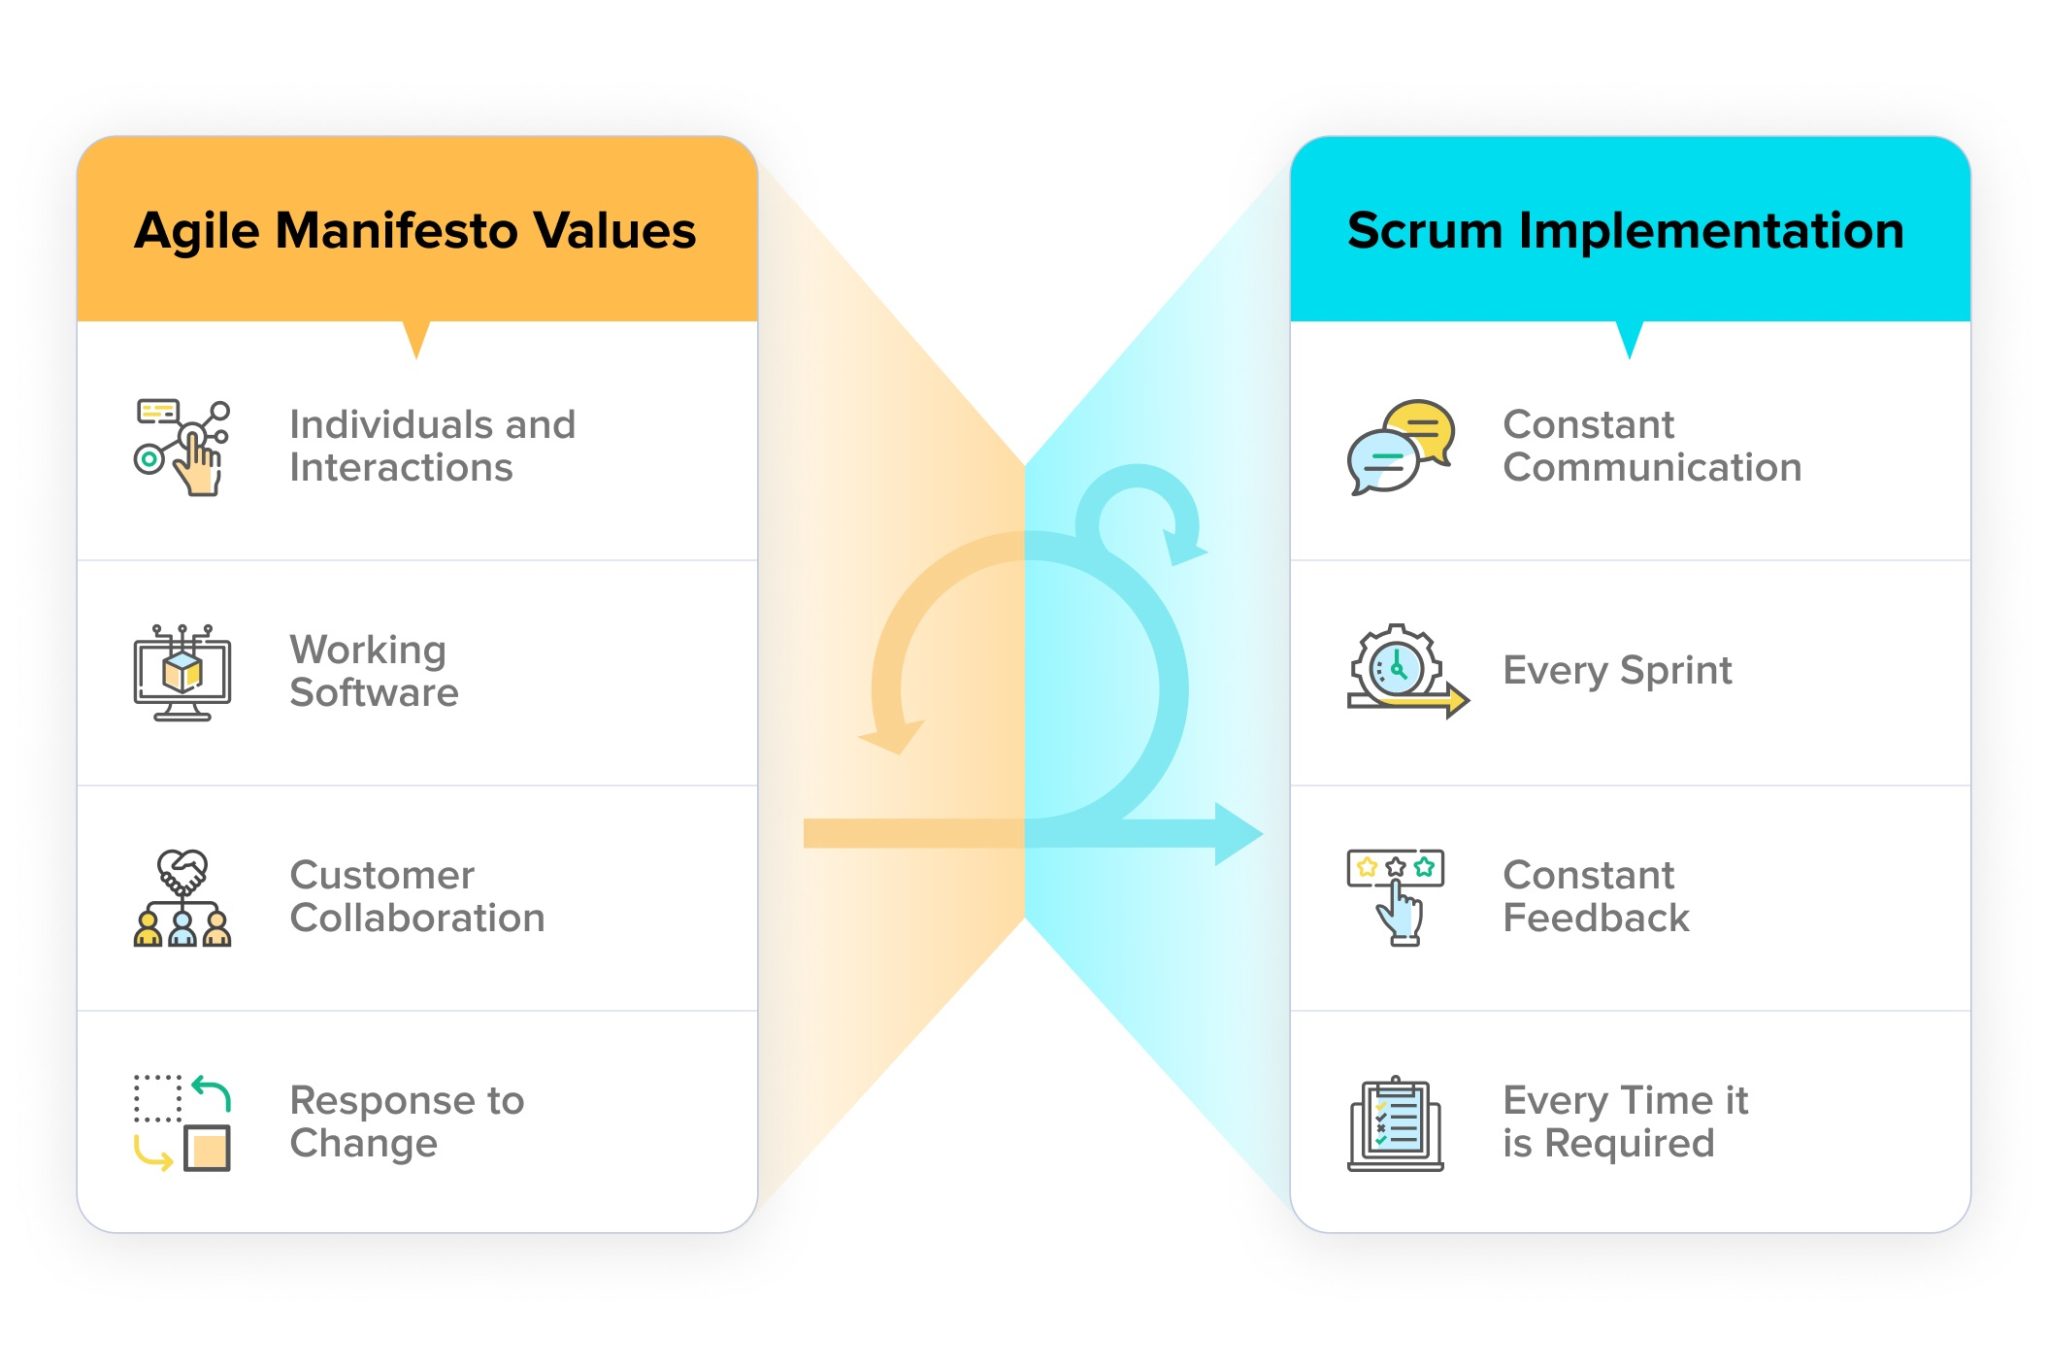 Agile Manifesto Values
Individuals and
Interactions
Working
Software
Customer
Collaboration
Response to
Change
Scrum Implementation
Constant
Communication
Every Sprint
Constant
Feedback
Every Time it
is Required